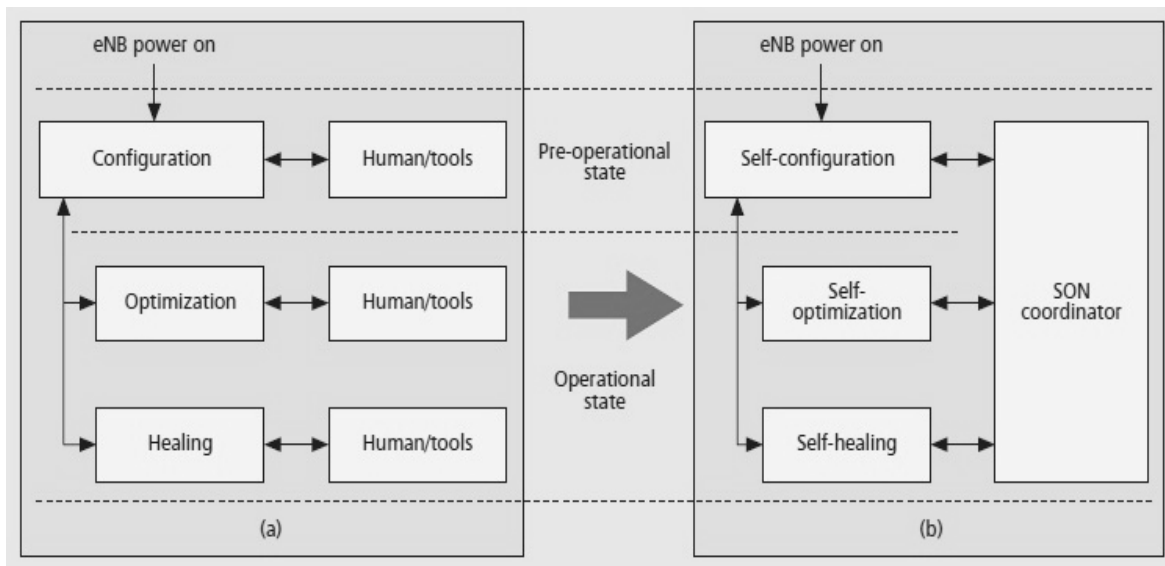 eNB power on
eNB power on
Configuration
Human/tools
Pre-operational
state
Self-configuration
Optimization
Human/tools
Self-
optimization
SON
coordinator
Operational
state
Healing
Human/tools
Self-healing
(a)
(b)